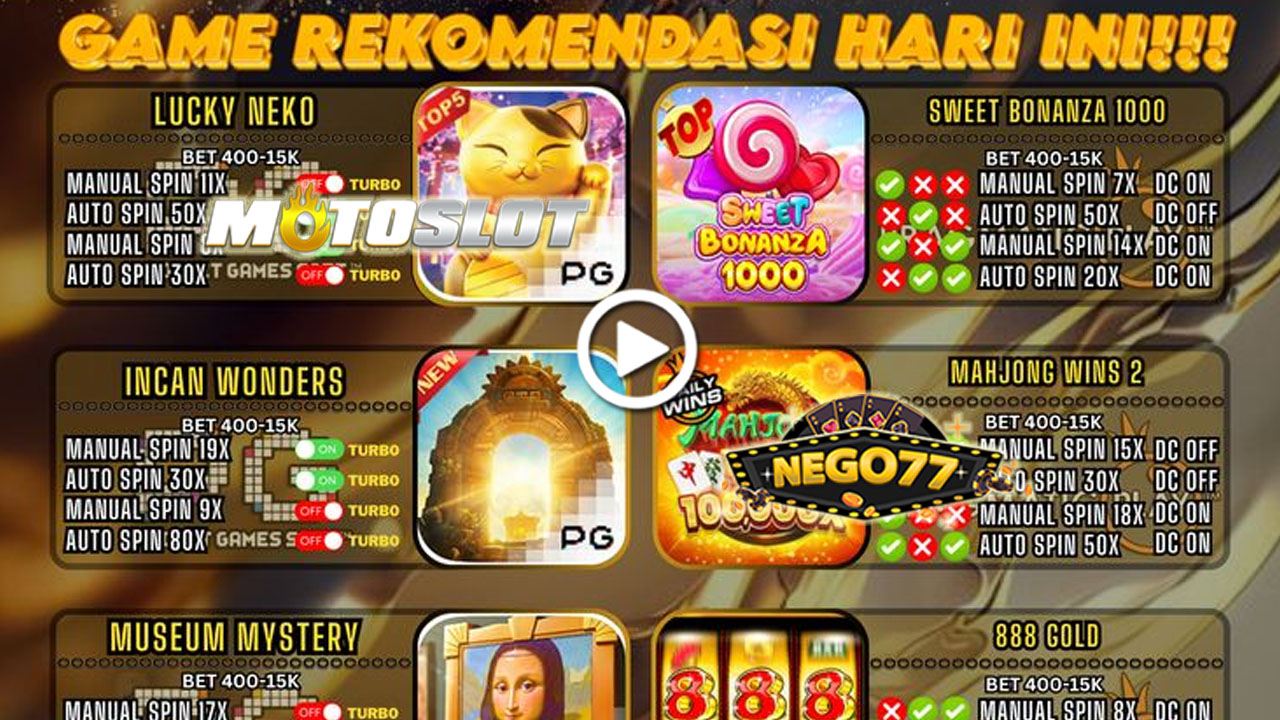 GAME REKOMENDASI HARI INI!!!
LUCKY NEKO
BET 400-15K
MANUAL SPIN 11X TURBO
AUTO SPIN 50X
MANUAL SPIN
AUTO SPIN 30X OFF TURBO
MOTOSLOT
TOP5
PG
TOP
SWEET
BONANZA
1000
SWEET BONANZA 1000
BET 400-15K
MANUAL SPIN 7X DC ON
AUTO SPIN 50X DC OFF
MANUAL SPIN 14X DC ON
AUTO SPIN 20X DC ON
INCAN WONDERS
BET 400-15K
MANUAL SPIN 19X ON TURBO
AUTO SPIN 30X ON TURBO
MANUAL SPIN 9X OFF TURBO
AUTO SPIN 80X OFF TURBO
NEW
PG
WINS
MAHJONG WINS 2
BET 400-15K
MANUAL SPIN 15X DC OFF
SPIN 30X DC OFF
MANUAL SPIN 18X DC ON
AUTO SPIN 50X DC ON
NEGO77
MUSEUM MYSTERY
BET 400-15K
MANUAL SPIN 17X OFF TURBO
888 GOLD
BET 400-15K
MANUAL SPIN 8X DC ON
8 8 8